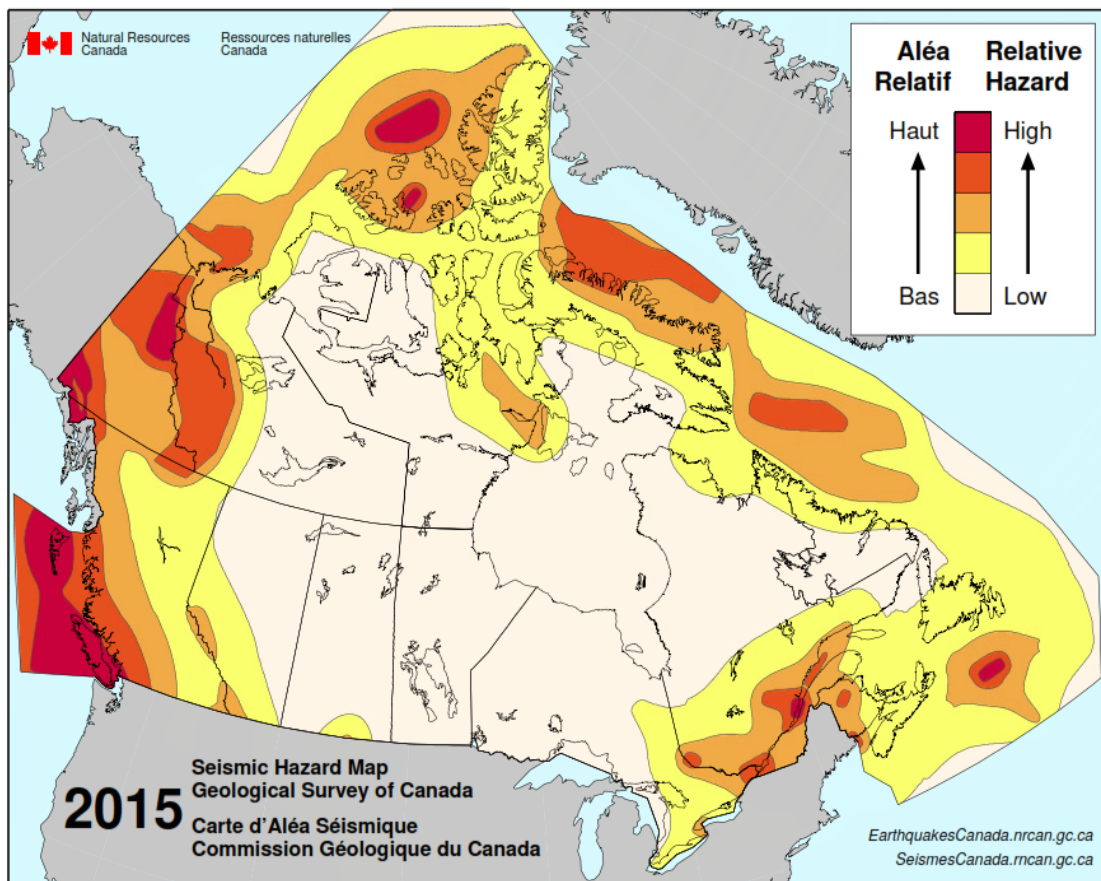 Natural Resources
Canada
Ressources naturelles
Canada
Aléa
Relatif
Relative
Hazard
Haut
High
Bas
Low
2015
Seismic Hazard Map
Geological Survey of Canada
Carte d'Aléa Séismique
Commission Géologique du Canada
EarthquakesCanada.nrcan.gc.ca
SeismesCanada.rncan.gc.ca